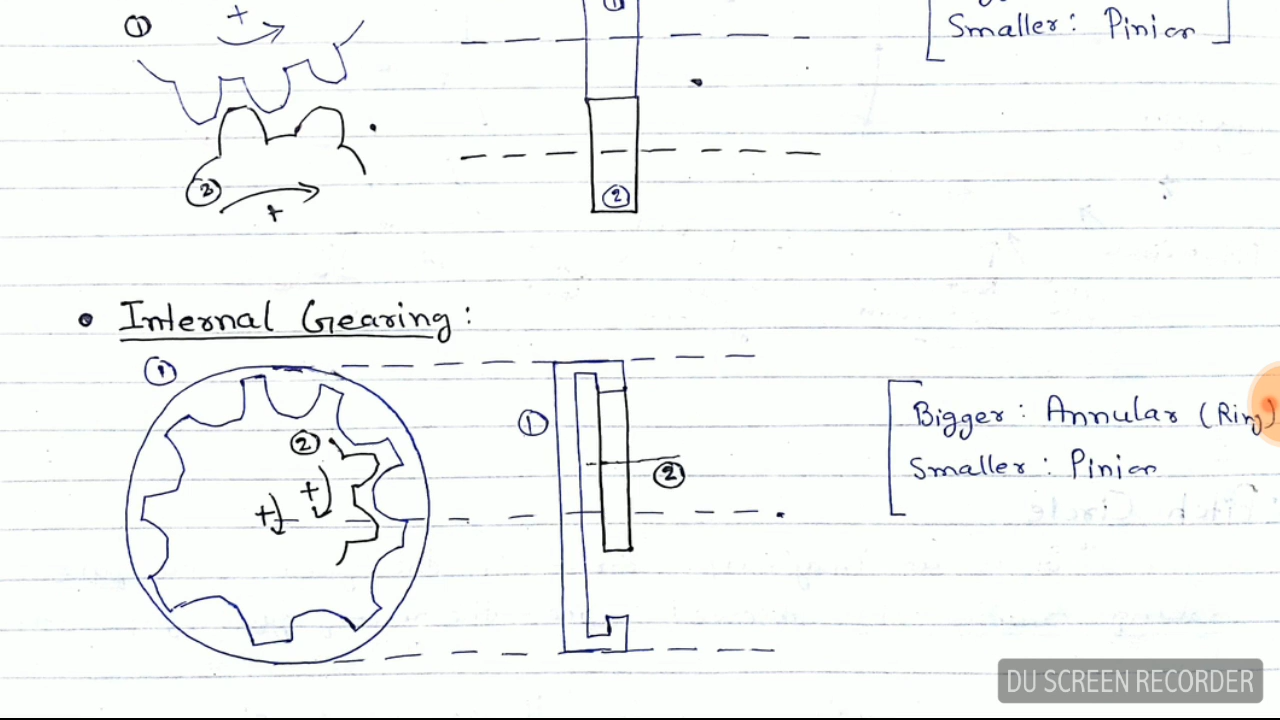 ①
+
①
Smaller: Pinion
②
+
②
• Internal Gearing:
①
②
+
+
①
②
Bigger: Annular (Ring)
Smaller: Pinion
DU SCREEN RECORDER